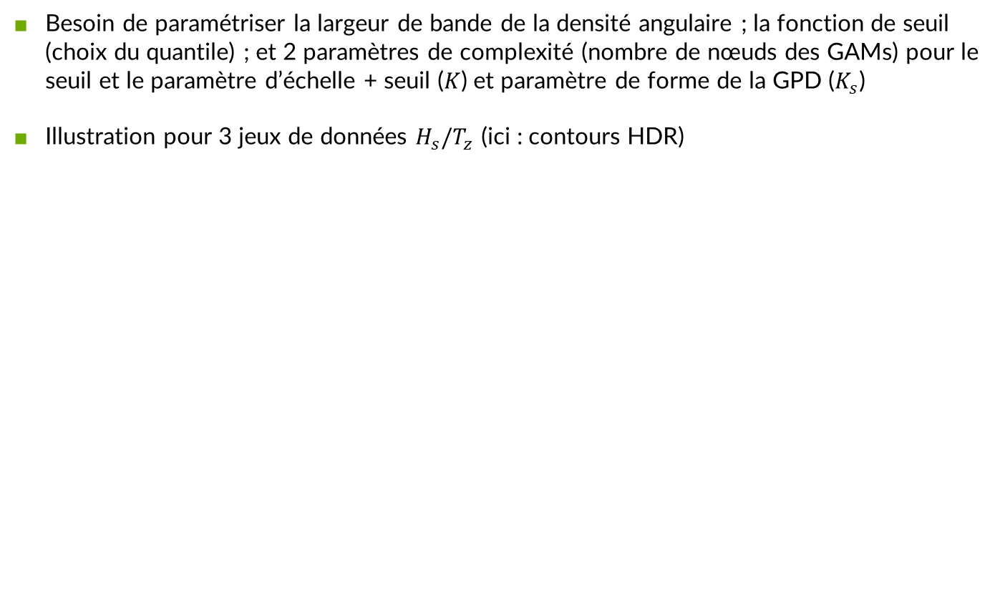 ▪ Besoin de paramétriser la largeur de bande de la densité angulaire ; la fonction de seuil
(choix du quantile) ; et 2 paramètres de complexité (nombre de nœuds des GAMs) pour le
seuil et le paramètre d’échelle + seuil (K) et paramètre de forme de la GPD (Kₛ)
▪ Illustration pour 3 jeux de données Hₛ/T_z (ici : contours HDR)